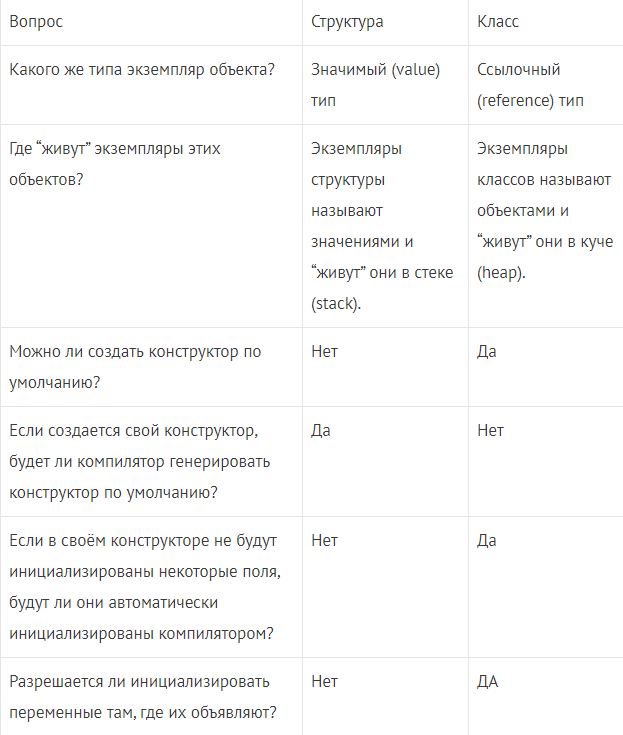 Вопрос Структура Класс
Какого же типа экземпляр объекта? Значимый (value) Ссылочный
тип (reference) тип
Где “живут” экземпляры этих Экземпляры Экземпляры
объектов? структуры классов называют
называют объектами и
значениями и “живут” они в куче
“живут” они в стеке (heap).
(stack).
Можно ли создать конструктор по Нет Да
умолчанию?
Если создается свой конструктор, Да Нет
будет ли компилятор генерировать
конструктор по умолчанию?
Если в своём конструкторе не будут Нет Да
инициализированы некоторые поля,
будут ли они автоматически
инициализированы компилятором?
Разрешается ли инициализировать Нет ДА
переменные там, где их объявляют?